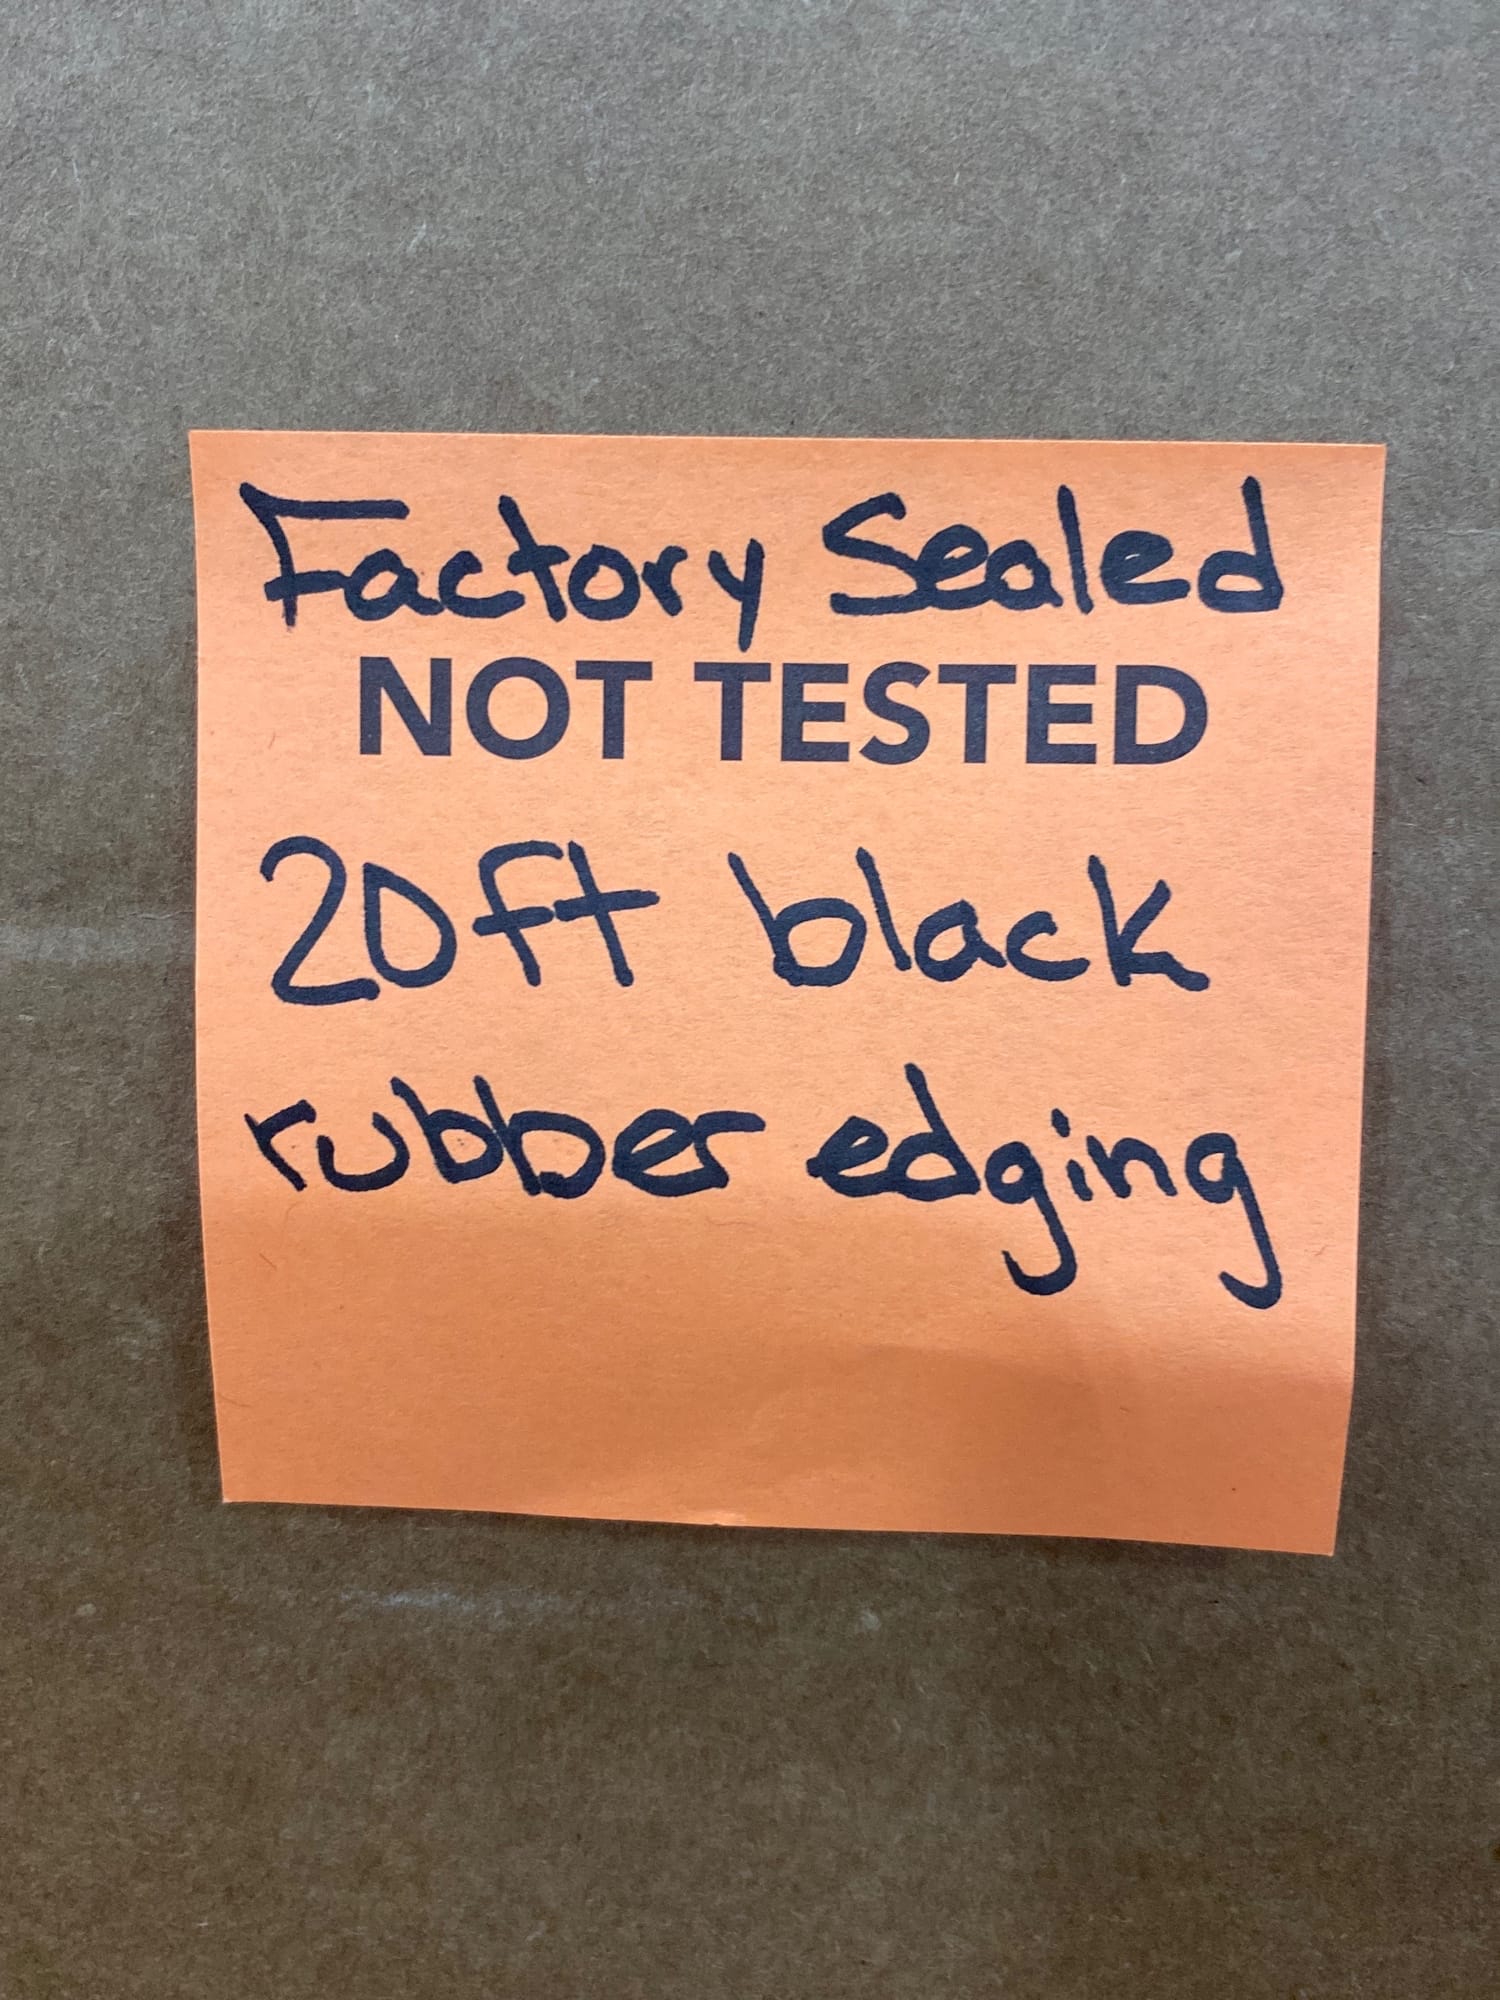 Factory Sealed
NOT TESTED
20ft black
rubber edging